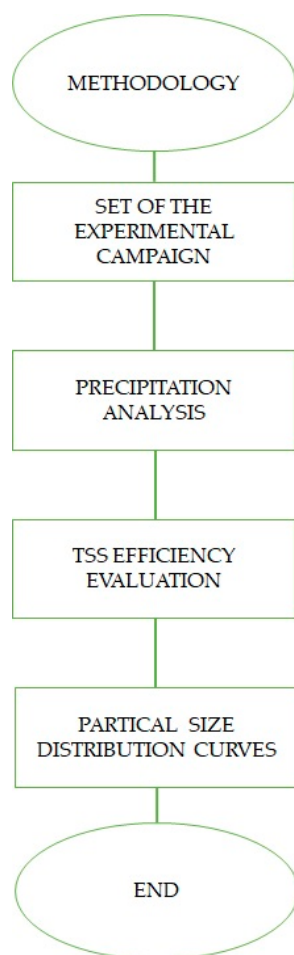 METHODOLOGY
SET OF THE
EXPERIMENTAL
CAMPAIGN
PRECIPITATION
ANALYSIS
TSS EFFICIENCY
EVALUATION
PARTICAL SIZE
DISTRIBUTION CURVES
END